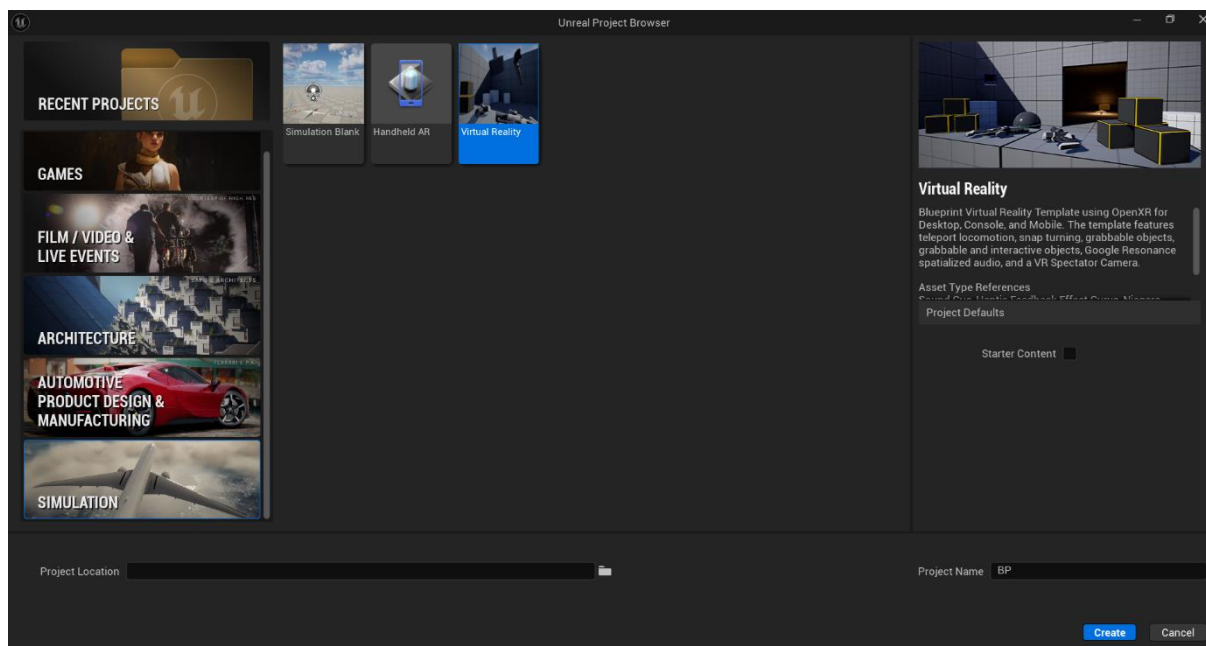 Unreal Project Browser
RECENT PROJECTS
GAMES
FILM / VIDEO &
LIVE EVENTS
ARCHITECTURE
AUTOMOTIVE
PRODUCT DESIGN &
MANUFACTURING
SIMULATION
Simulation Blank
Handheld AR
Virtual Reality
Virtual Reality
Blueprint Virtual Reality Template using OpenXR for
Desktop, Console, and Mobile. The template features
teleport locomotion, snap turning, grabbable objects,
grabbable and interactive objects, Google Resonance
spatialized audio, and a VR Spectator Camera.
Asset Type References
Project Defaults
Starter Content
Project Location
Project Name BP
Create Cancel